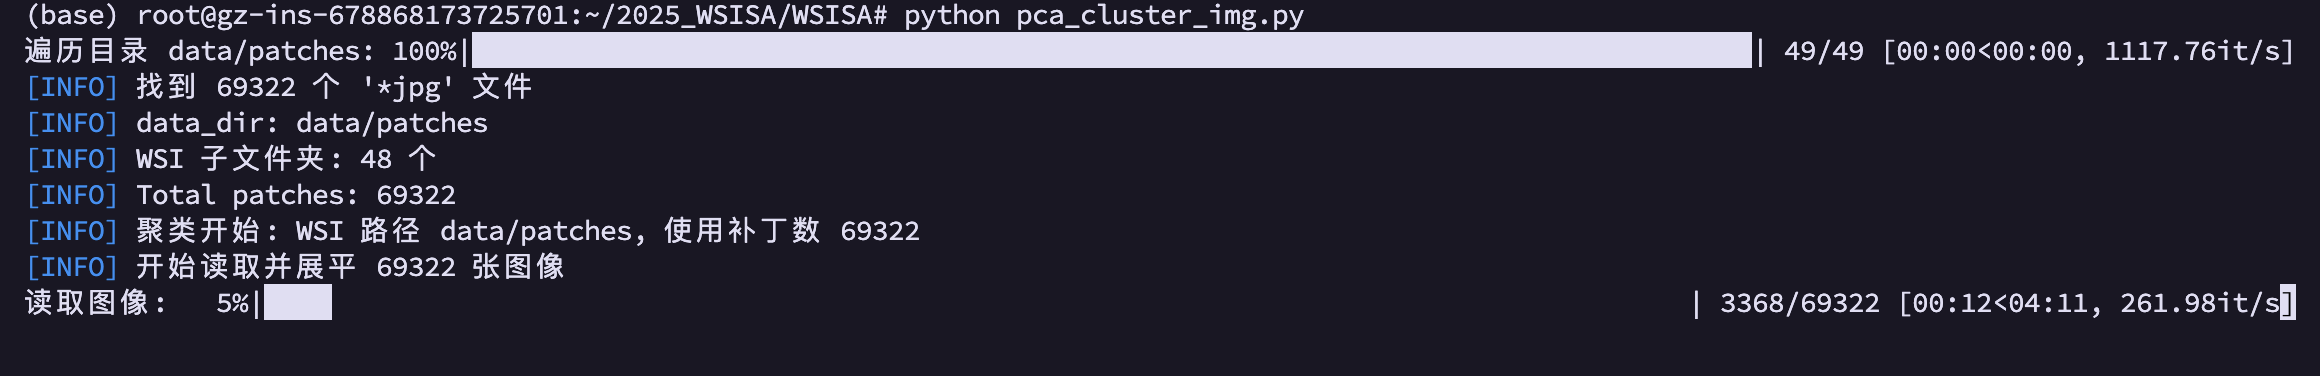 (base) root@gz-ins-678868173725701:~/2025_WSISA/WSISA# python pca_cluster_img.py
遍历目录 data/patches: 100%|| 49/49 [00:00<00:00, 1117.76it/s]
[INFO] 找到 69322 个 '*jpg' 文件
[INFO] data_dir: data/patches
[INFO] WSI 子文件夹: 48 个
[INFO] Total patches: 69322
[INFO] 聚类开始: WSI 路径 data/patches, 使用补丁数 69322
[INFO] 开始读取并展平 69322 张图像
读取图像: 5%|| 3368/69322 [00:12<04:11, 261.98it/s]